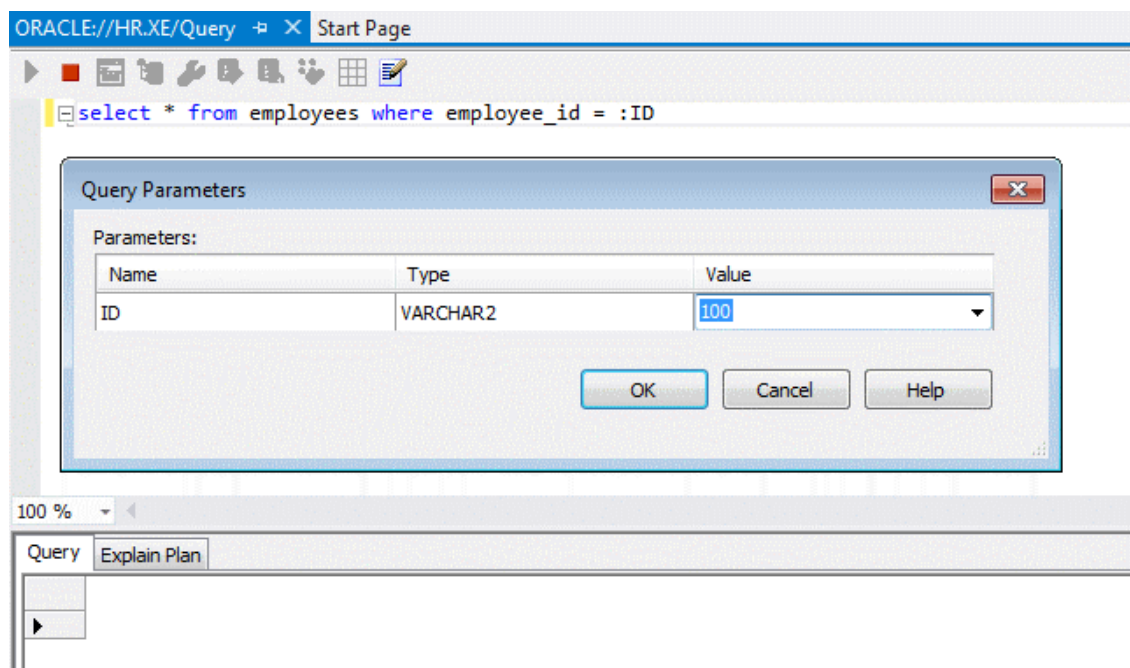 ORACLE://HR.XE/Query Start Page
select * from employees where employee_id = :ID
Query Parameters
Parameters:
Name Type Value
ID VARCHAR2 100
OK Cancel Help
100 %
Query Explain Plan